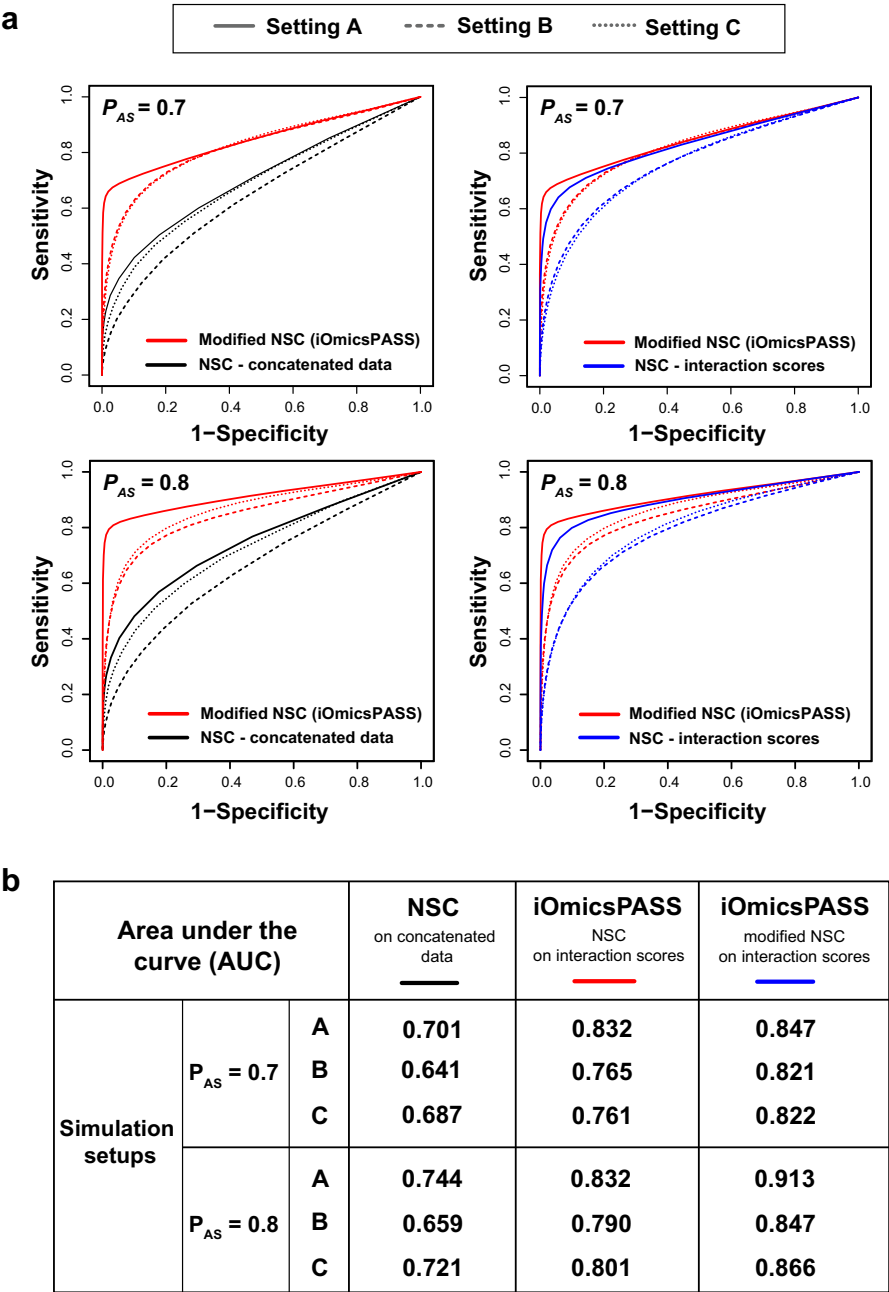 a
Setting A Setting B Setting C
P_AS = 0.7
Sensitivity
0.0 0.2 0.4 0.6 0.8 1.0
Modified NSC (iOmicsPASS)
NSC - concatenated data
0.0 0.2 0.4 0.6 0.8 1.0
1−Specificity
P_AS = 0.7
Sensitivity
0.0 0.2 0.4 0.6 0.8 1.0
Modified NSC (iOmicsPASS)
NSC - interaction scores
0.0 0.2 0.4 0.6 0.8 1.0
1−Specificity
P_AS = 0.8
Sensitivity
0.0 0.2 0.4 0.6 0.8 1.0
Modified NSC (iOmicsPASS)
NSC - concatenated data
0.0 0.2 0.4 0.6 0.8 1.0
1−Specificity
P_AS = 0.8
Sensitivity
0.0 0.2 0.4 0.6 0.8 1.0
Modified NSC (iOmicsPASS)
NSC - interaction scores
0.0 0.2 0.4 0.6 0.8 1.0
1−Specificity
b
Area under the
curve (AUC)
NSC
on concatenated
data
iOmicsPASS
NSC
on interaction scores
iOmicsPASS
modified NSC
on interaction scores
Simulation
setups
P_AS = 0.7
A 0.701 0.832 0.847
B 0.641 0.765 0.821
C 0.687 0.761 0.822
P_AS = 0.8
A 0.744 0.832 0.913
B 0.659 0.790 0.847
C 0.721 0.801 0.866